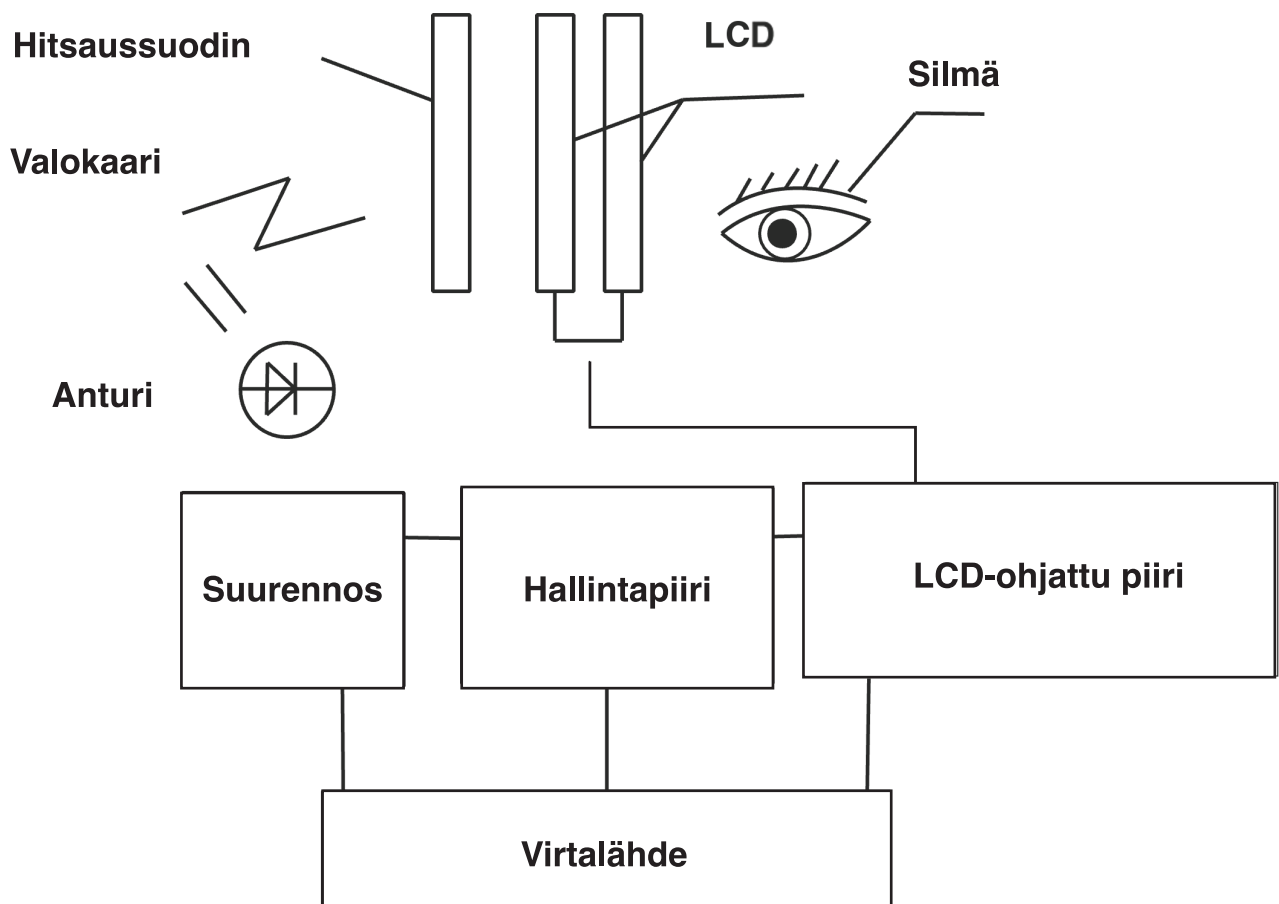 Hitsaussuodin
LCD
Silmä
Valokaari
Anturi
Suurennos
Hallintapiiri
LCD-ohjattu piiri
Virtalähde